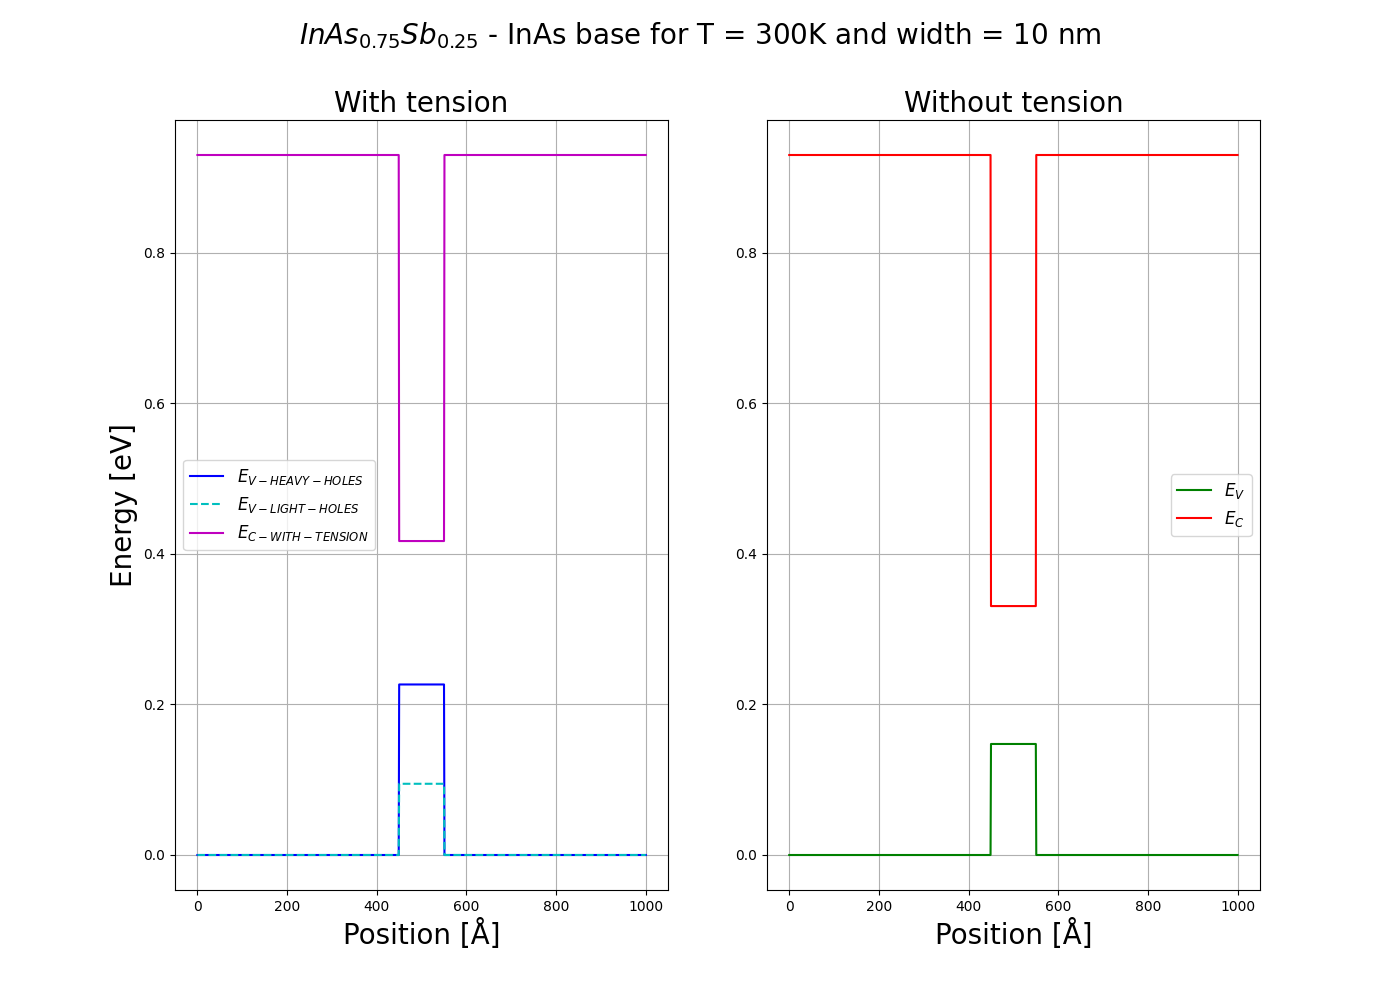 InAs0.75Sb0.25 - InAs base for T = 300K and width = 10 nm
With tension
0.8
0.6
0.4
0.2
0.0
Energy [eV]
EV-HEAVY-HOLES
EV-LIGHT-HOLES
EC-WITH-TENSION
0 200 400 600 800 1000
Position [Å]
Without tension
0.8
0.6
0.4
0.2
0.0
EV
EC
0 200 400 600 800 1000
Position [Å]